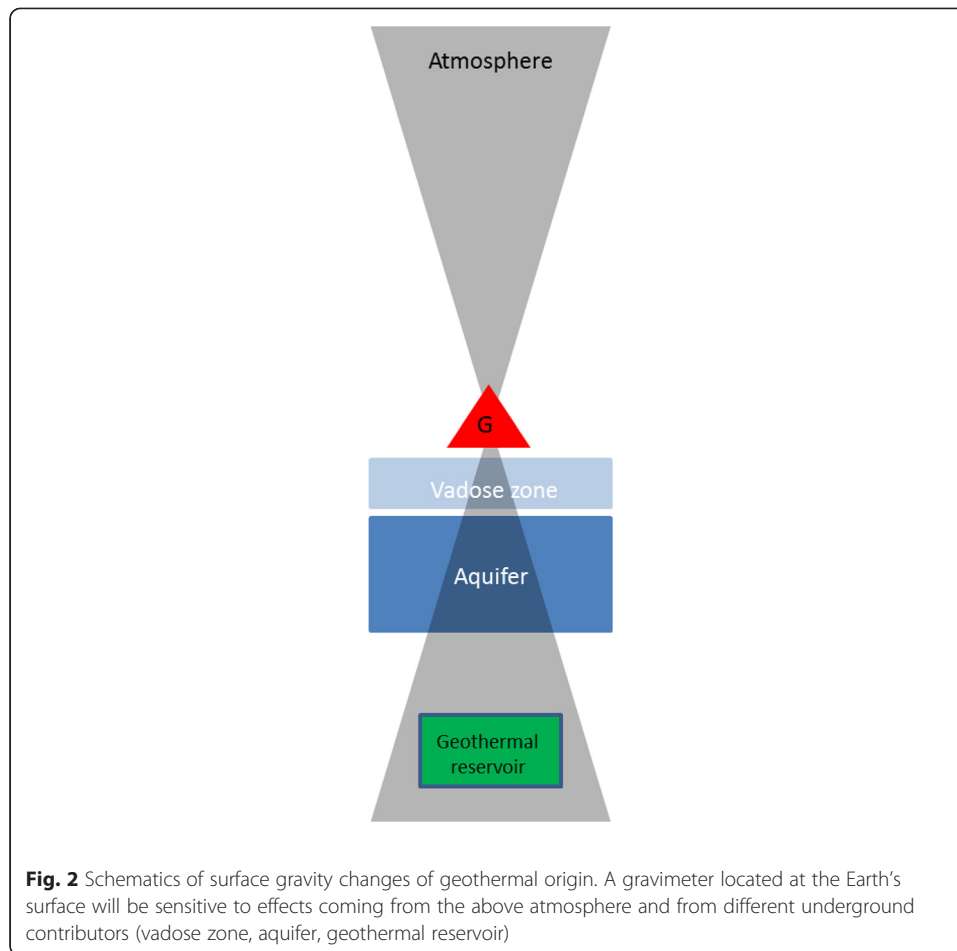 Atmosphere
G
Vadose zone
Aquifer
Geothermal
reservoir
Fig. 2 Schematics of surface gravity changes of geothermal origin. A gravimeter located at the Earth's
surface will be sensitive to effects coming from the above atmosphere and from different underground
contributors (vadose zone, aquifer, geothermal reservoir)